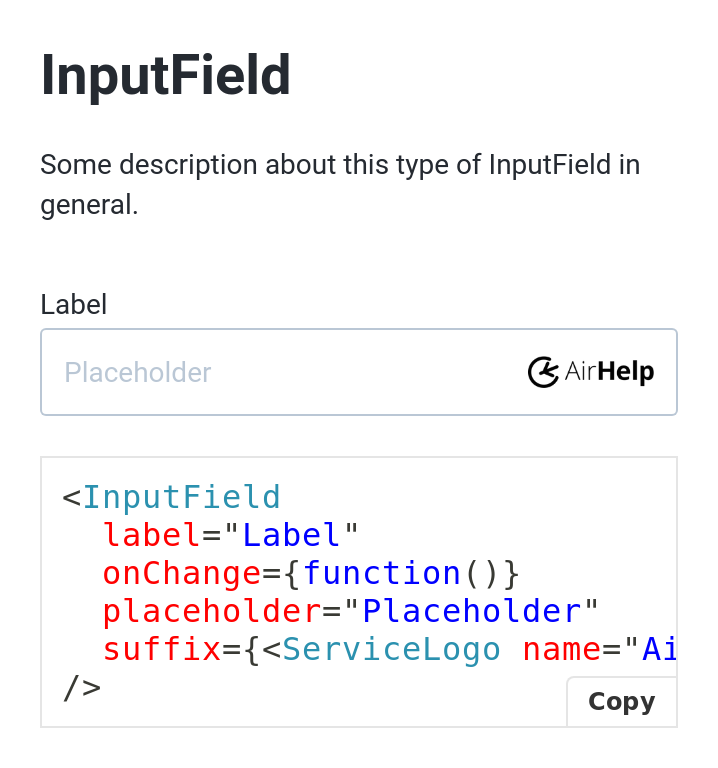 InputField
Some description about this type of InputField in
general.
Label
Placeholder AirHelp
<InputField
  label="Label"
  onChange={function()}
  placeholder="Placeholder"
  suffix={<ServiceLogo name="Ai
/>
Copy